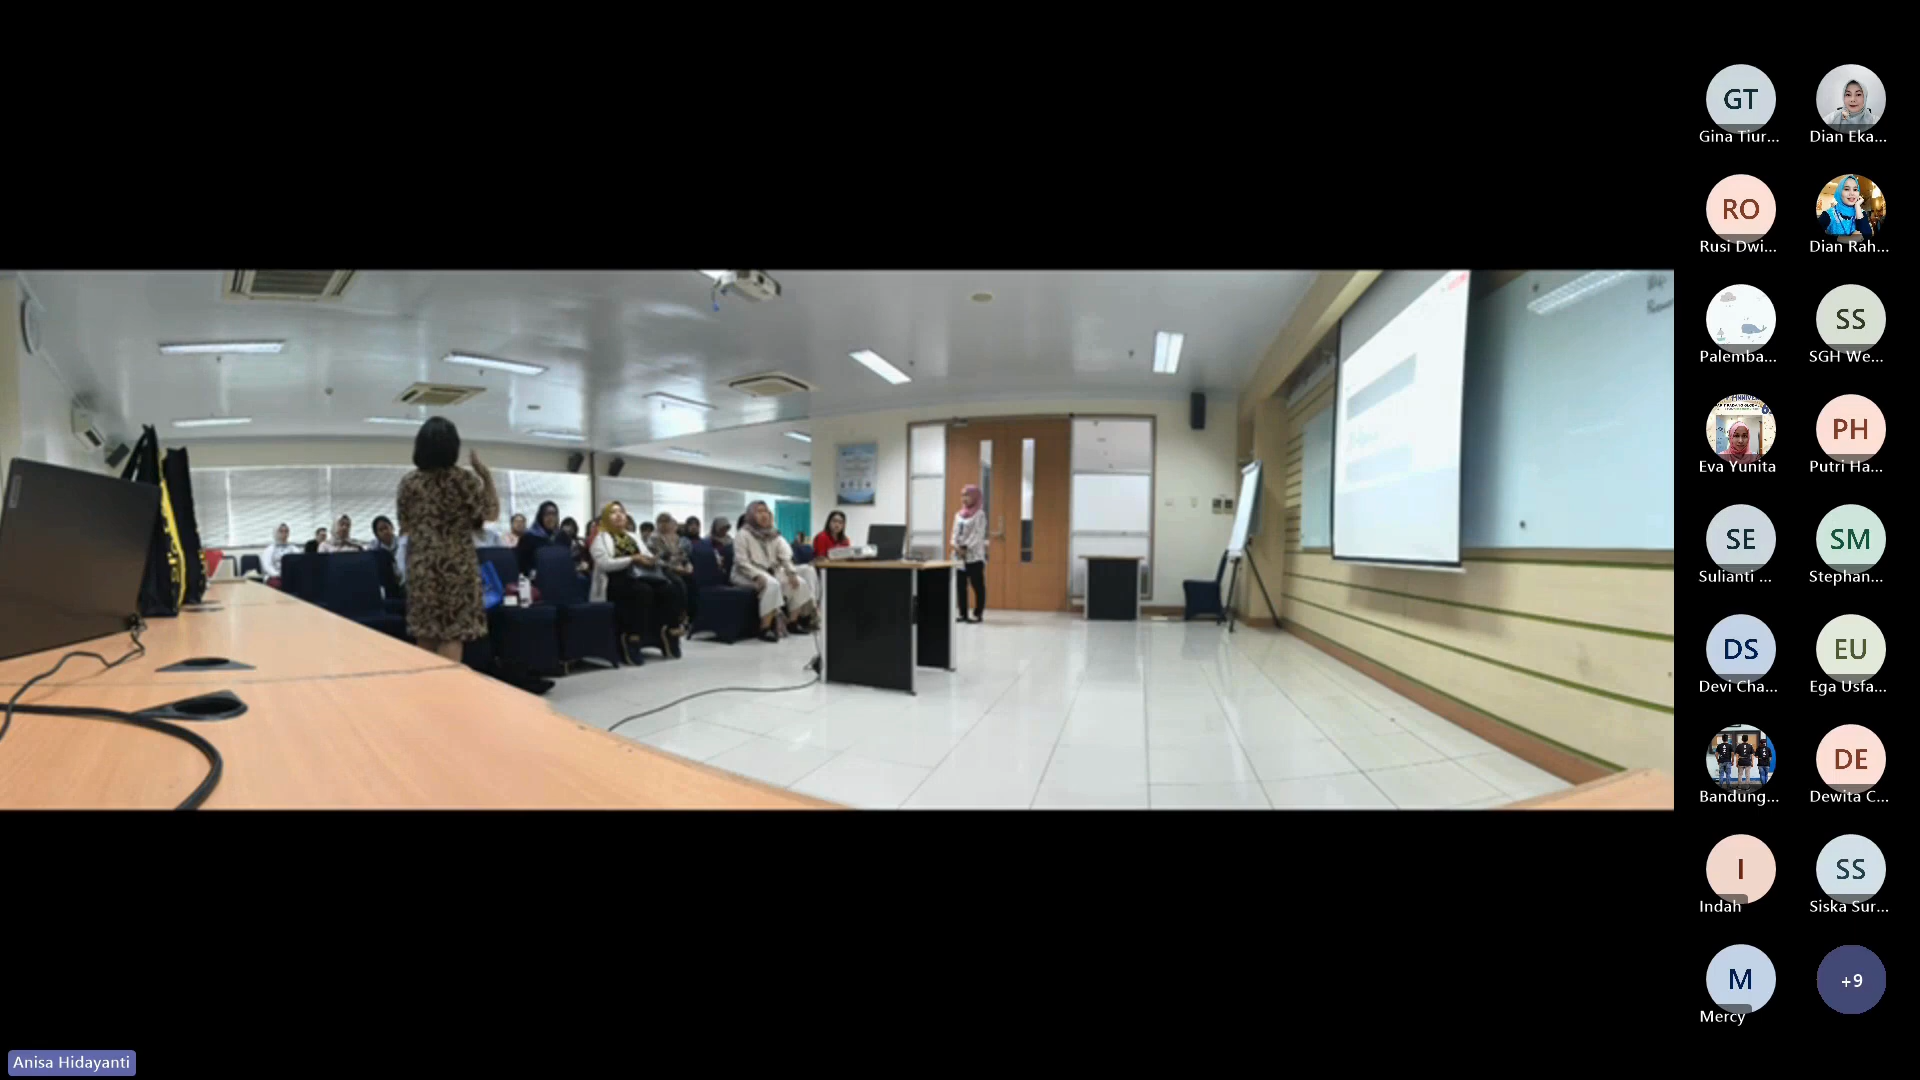 GT
Gina Tiur...
Dian Eka...
RO
Rusi Dwi...
Dian Rah...
Palemba...
SS
SGH We...
Eva Yunita
PH
Putri Ha...
SE
Sulianti ...
SM
Stephan...
DS
Devi Cha...
EU
Ega Usfa...
Bandung...
DE
Dewita C...
I
Indah
SS
Siska Sur...
M
Mercy
+9
Anisa Hidayanti